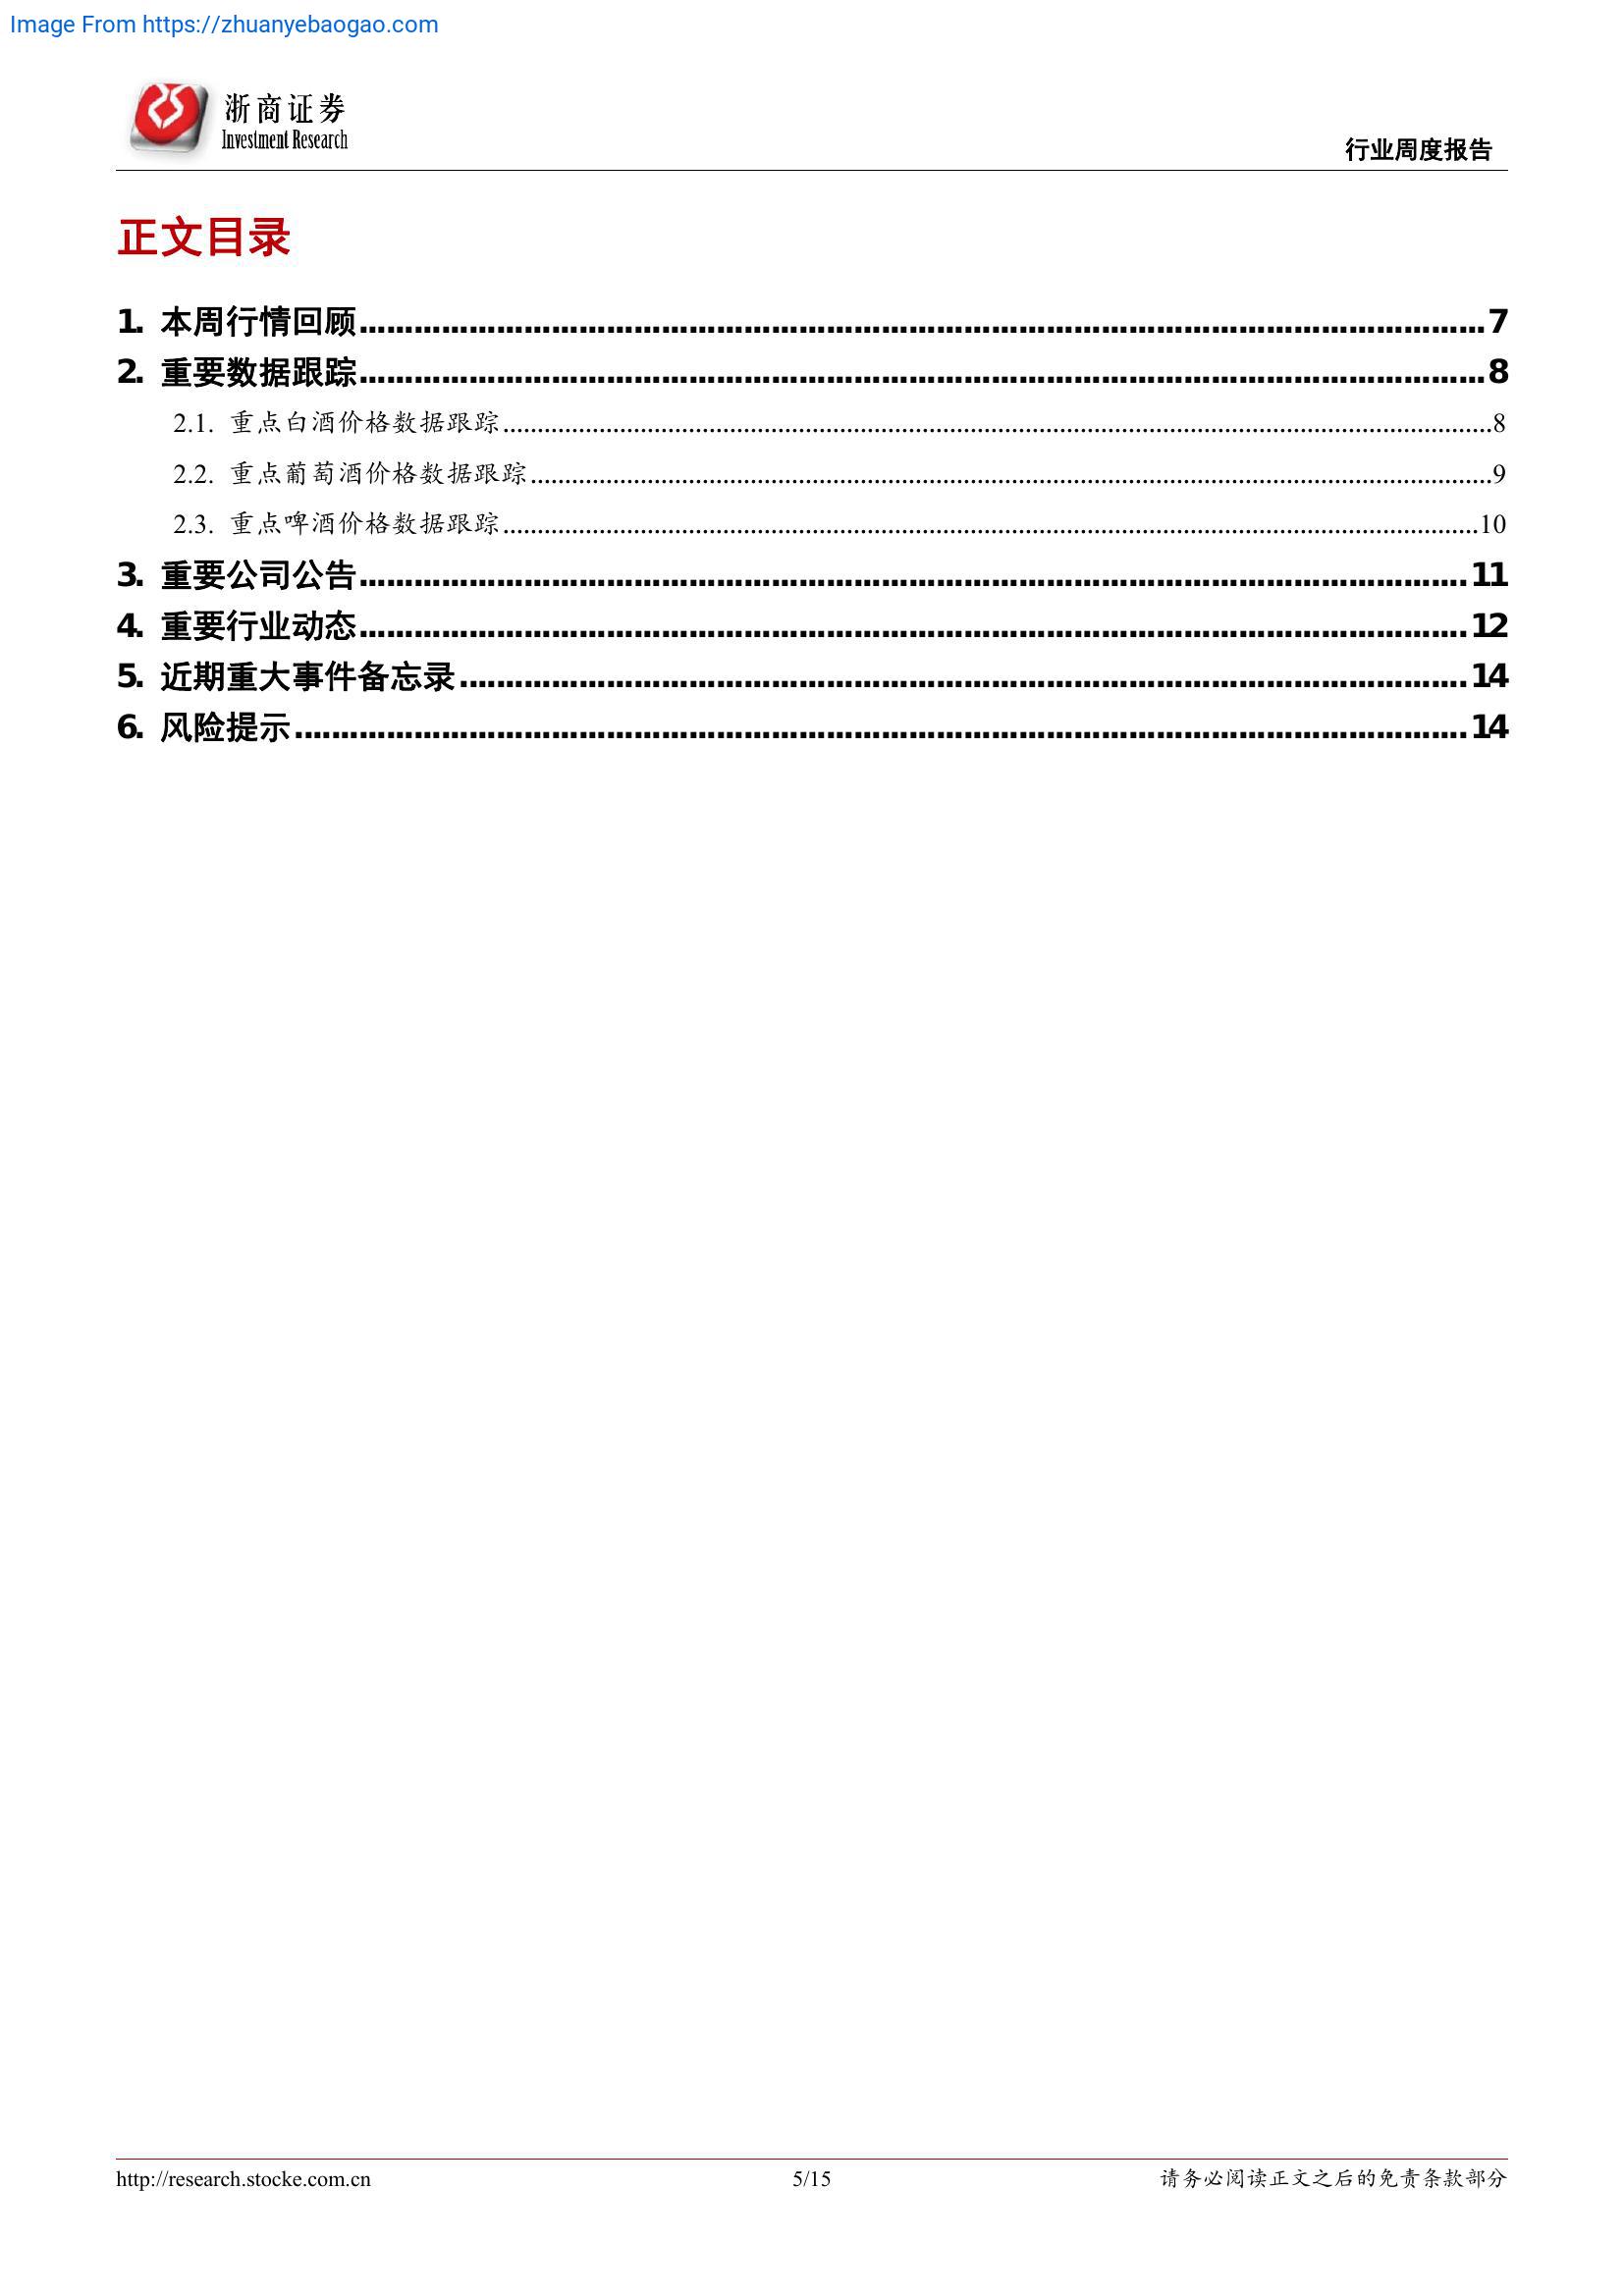 Image From https://zhuanyebaogao.com
浙商证券
Investment Research
行业周度报告
正文目录
1. 本周行情回顾......7
2. 重要数据跟踪......8
2.1. 重点白酒价格数据跟踪......8
2.2. 重点葡萄酒价格数据跟踪......9
2.3. 重点啤酒价格数据跟踪......10
3. 重要公司公告......11
4. 重要行业动态......12
5. 近期重大事件备忘录......14
6. 风险提示......14
http://research.stocke.com.cn 5/15 请务必阅读正文之后的免责条款部分